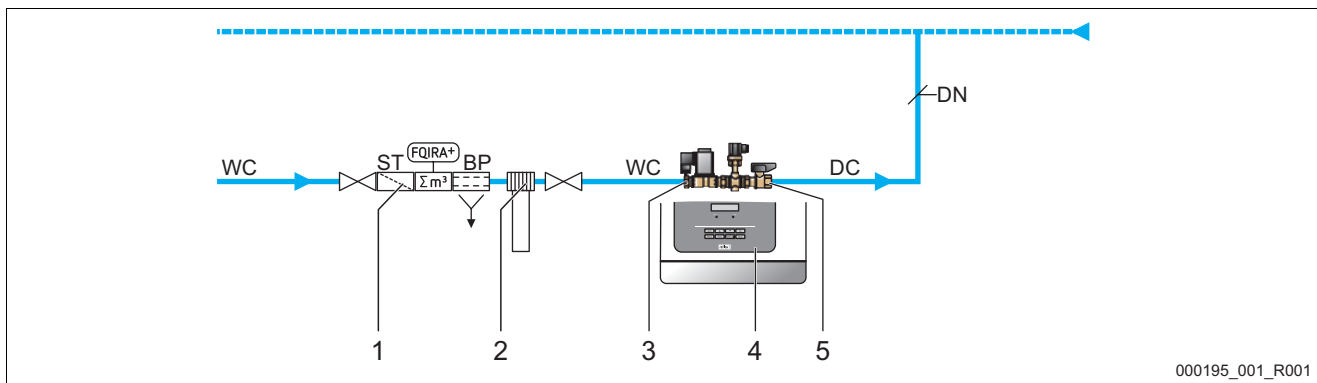 DN
FQIRA+
WC ST BP WC DC
Σm³
1 2 3 4 5
000195_001_R001